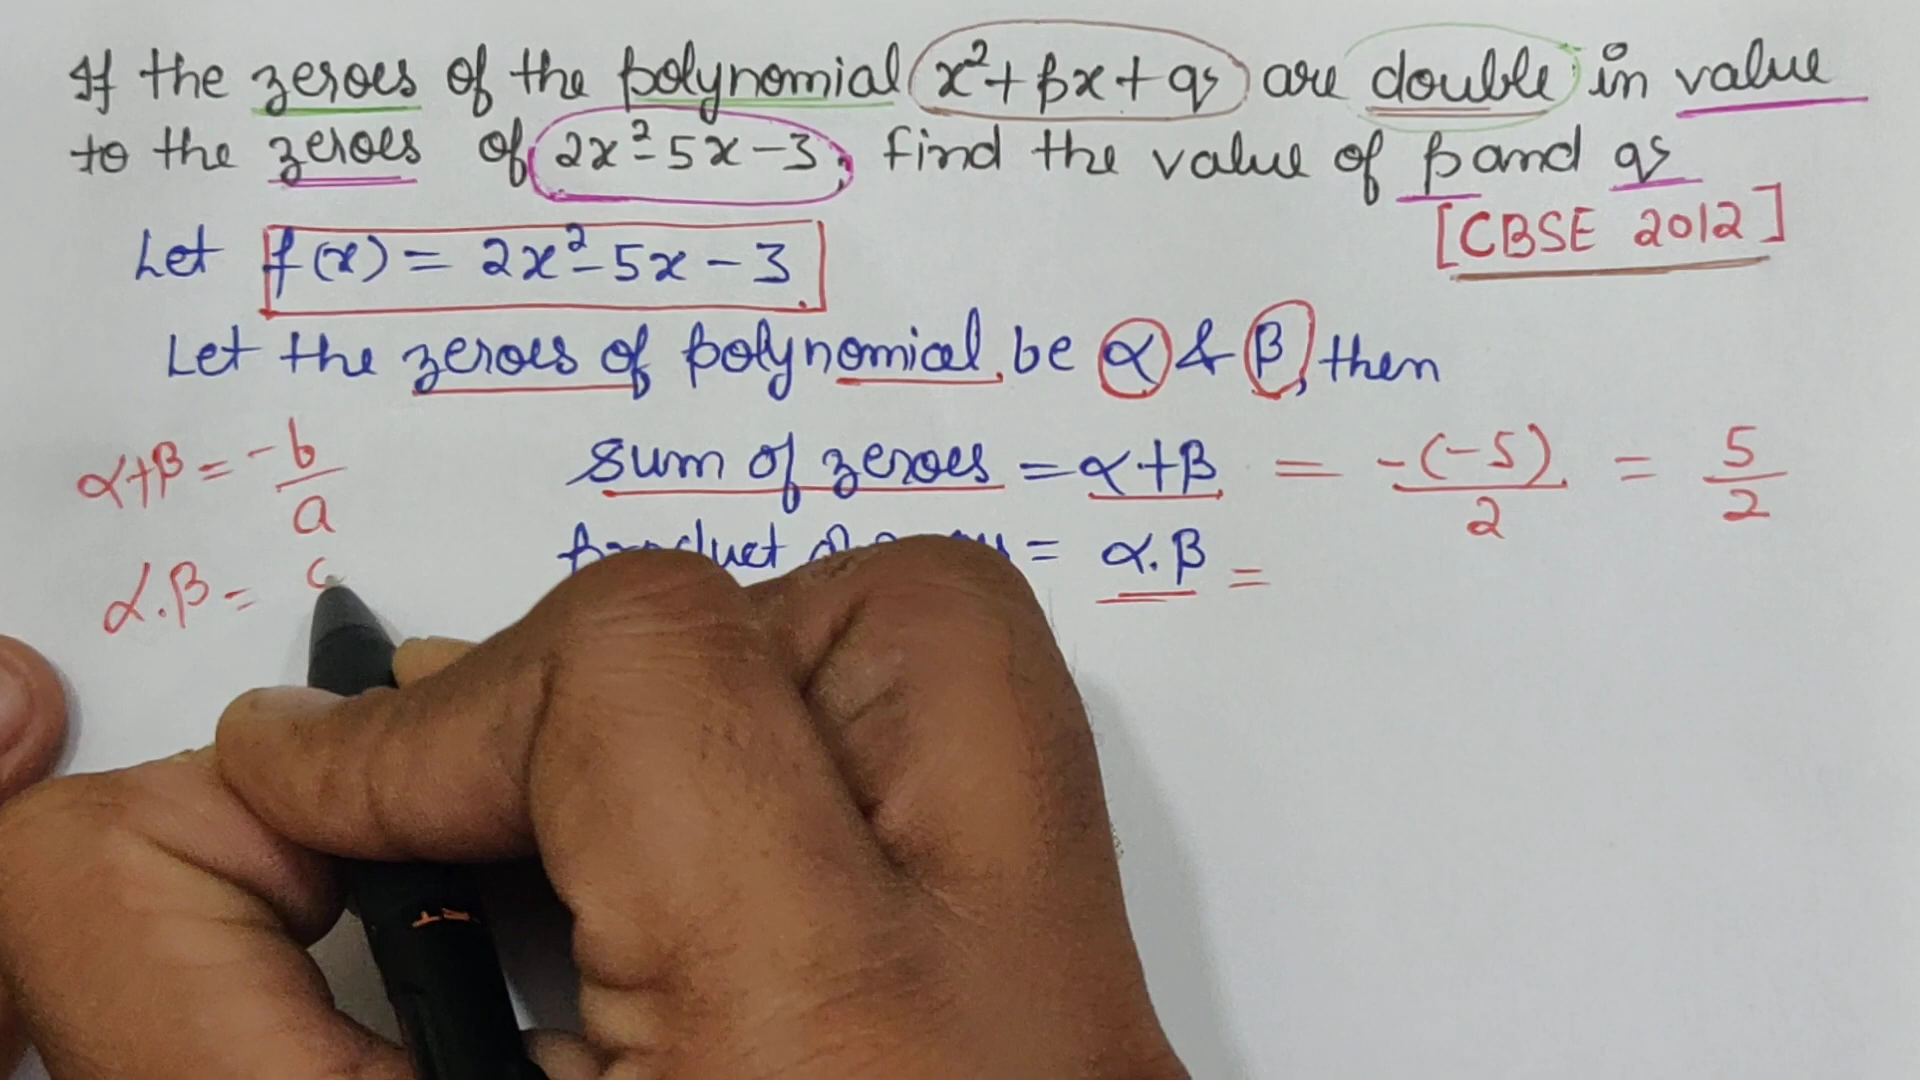 If the zeroes of the polynomial x²+px+q are double in value
to the zeroes of 2x²-5x-3, find the value of p and q
[CBSE 2012]
Let f(x) = 2x²-5x-3.
Let the zeroes of polynomial be α & β, then
α+β = -b/a
sum of zeroes = α+β = -(-5)/2 = 5/2
α.β = c
product of = α.β =